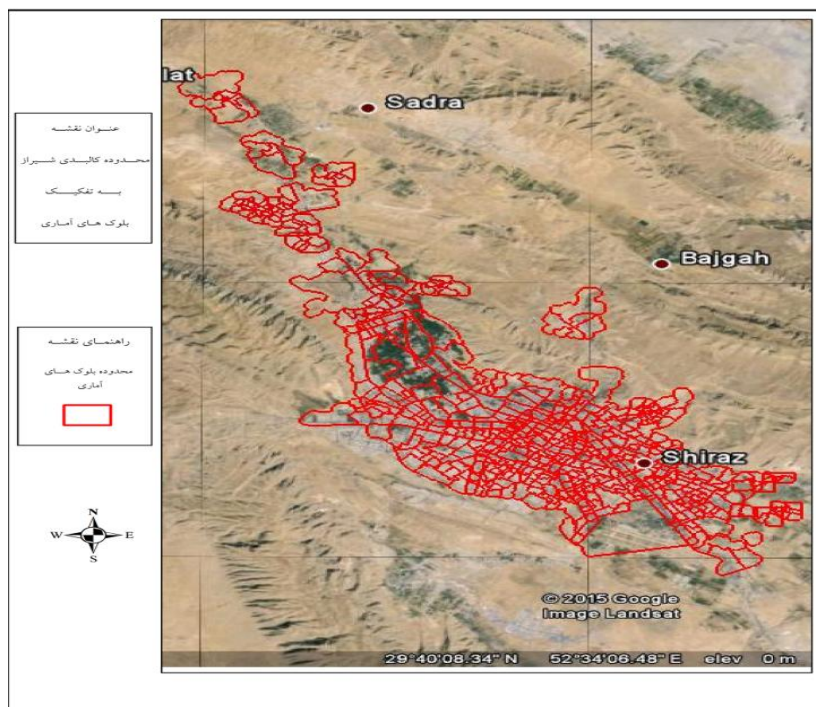 lat
Sadra
عنوان نقشه
محدوده کالبدی شیراز
به تفکیک
بلوک های آماری
Bajgah
راهنمای نقشه
محدوده بلوک های
آماری
Shiraz
N
W E
S
© 2015 Google
Image Landsat
29°40'08.34" N 52°34'06.48" E elev 0 m